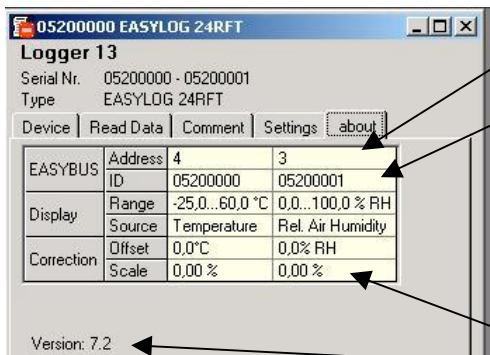 05200000 EASYLOG 24RFT
Logger 13
Serial Nr. 05200000 - 05200001
Type EASYLOG 24RFT
Device Read Data Comment Settings about
EASYBUS Address 4 3
ID 05200000 05200001
Display Range -25,0...60,0 °C 0,0...100,0 % RH
Source Temperature Rel. Air Humidity
Correction Offset 0,0°C 0,0% RH
Scale 0,00 % 0,00 %
Version: 7.2